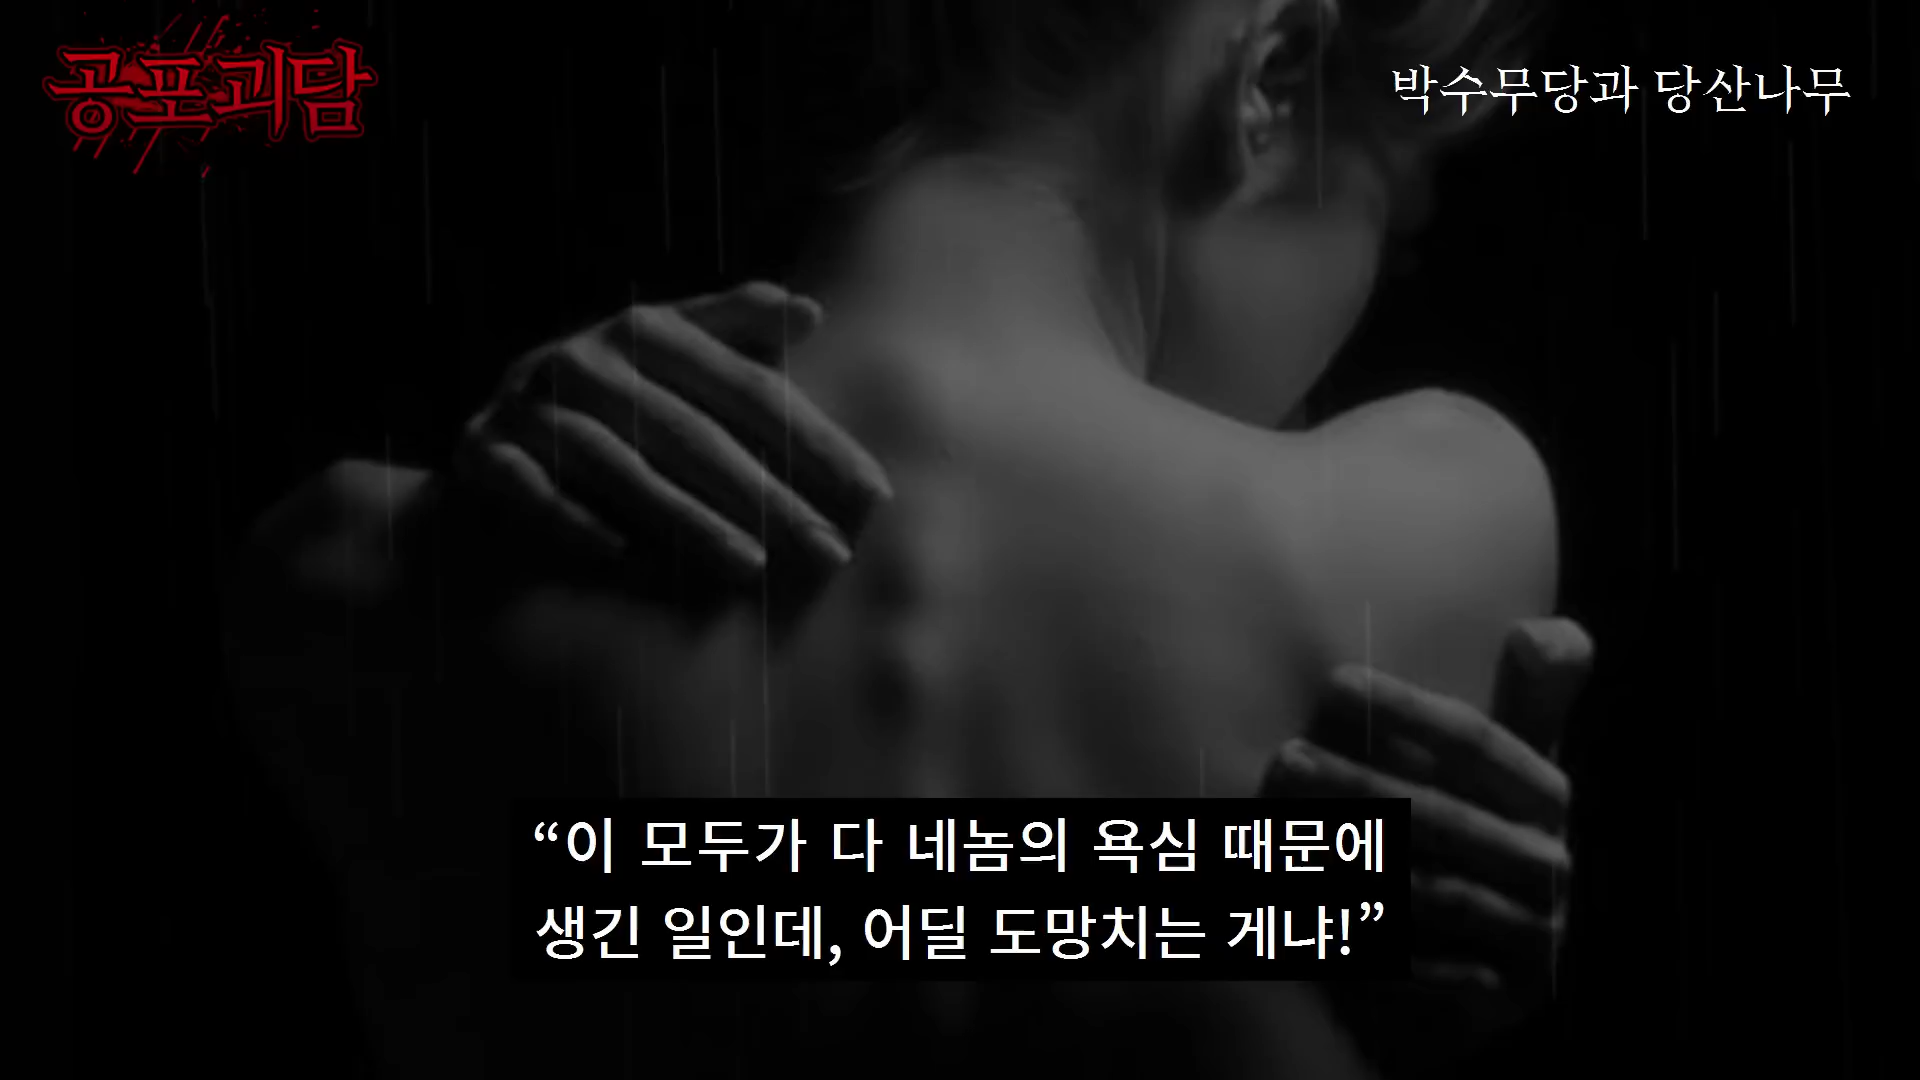 공포괴담
박수무당과 당산나무
“이 모두가 다 네놈의 욕심 때문에
생긴 일인데, 어딜 도망치는 게냐!”